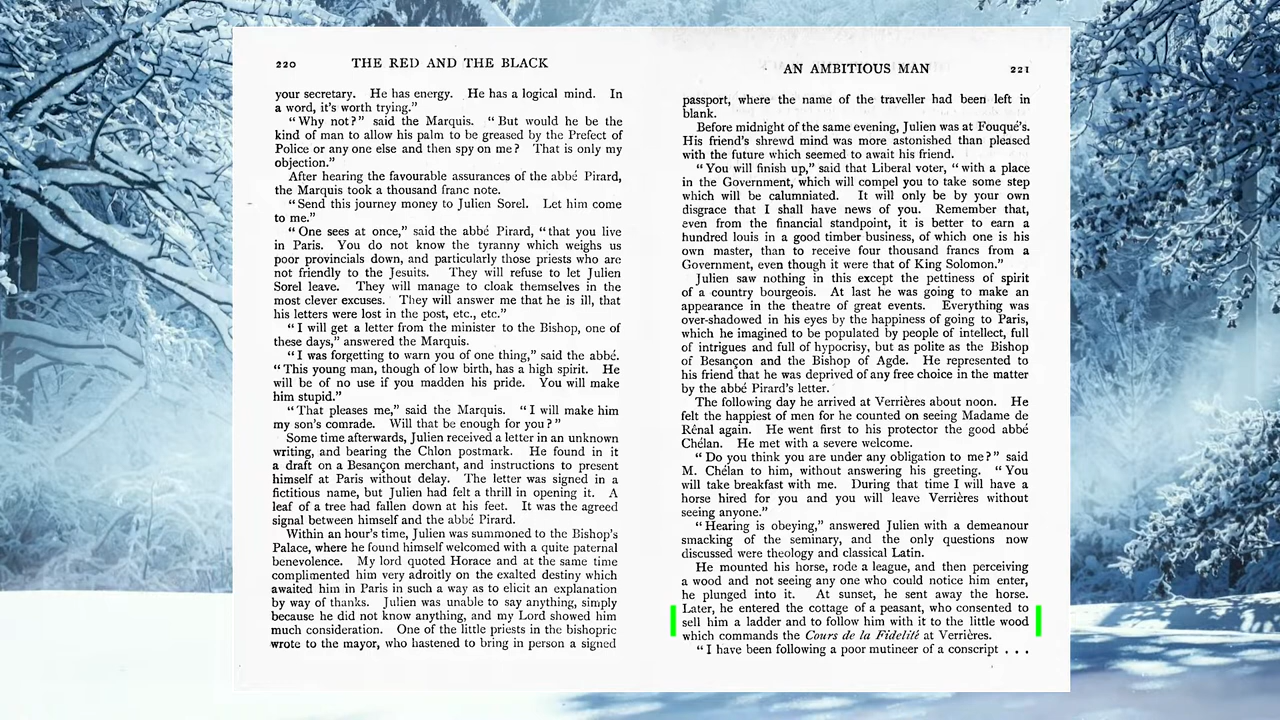 220 THE RED AND THE BLACK
your secretary. He has energy. He has a logical mind. In
a word, it's worth trying."
"Why not?" said the Marquis. "But would he be the
kind of man to allow his palm to be greased by the Prefect of
Police or any one else and then spy on me? That is only my
objection."
After hearing the favourable assurances of the abbé Pirard,
the Marquis took a thousand franc note.
"Send this journey money to Julien Sorel. Let him come
to me."
"One sees at once," said the abbé Pirard, "that you live
in Paris. You do not know the tyranny which weighs us
poor provincials down, and particularly those priests who are
not friendly to the Jesuits. They will refuse to let Julien
Sorel leave. They will manage to cloak themselves in the
most clever excuses. They will answer me that he is ill, that
his letters were lost in the post, etc., etc."
"I will get a letter from the minister to the Bishop, one of
these days," answered the Marquis.
"I was forgetting to warn you of one thing," said the abbé.
"This young man, though of low birth, has a high spirit. He
will be of no use if you madden his pride. You will make
him stupid."
"That pleases me," said the Marquis. "I will make him
my son's comrade. Will that be enough for you?"
Some time afterwards, Julien received a letter in an unknown
writing, and bearing the Chlon postmark. He found in it
a draft on a Besançon merchant, and instructions to present
himself at Paris without delay. The letter was signed in a
fictitious name, but Julien had felt a thrill in opening it. A
leaf of a tree had fallen down at his feet. It was the agreed
signal between himself and the abbé Pirard.
Within an hour's time, Julien was summoned to the Bishop's
Palace, where he found himself welcomed with a quite paternal
benevolence. My lord quoted Horace and at the same time
complimented him very adroitly on the exalted destiny which
awaited him in Paris in such a way as to elicit an explanation
by way of thanks. Julien was unable to say anything, simply
because he did not know anything, and my Lord showed him
much consideration. One of the little priests in the bishopric
wrote to the mayor, who hastened to bring in person a signed
AN AMBITIOUS MAN 221
passport, where the name of the traveller had been left in
blank.
Before midnight of the same evening, Julien was at Fouqué's.
His friend's shrewd mind was more astonished than pleased
with the future which seemed to await his friend.
"You will finish up," said that Liberal voter, "with a place
in the Government, which will compel you to take some step
which will be calumniated. It will only be by your own
disgrace that I shall have news of you. Remember that,
even from the financial standpoint, it is better to earn a
hundred louis in a good timber business, of which one is his
own master, than to receive four thousand francs from a
Government, even though it were that of King Solomon."
Julien saw nothing in this except the pettiness of spirit
of a country bourgeois. At last he was going to make an
appearance in the theatre of great events. Everything was
over-shadowed in his eyes by the happiness of going to Paris,
which he imagined to be populated by people of intellect, full
of intrigues and full of hypocrisy, but as polite as the Bishop
of Besançon and the Bishop of Agde. He represented to
his friend that he was deprived of any free choice in the matter
by the abbé Pirard's letter.
The following day he arrived at Verrières about noon. He
felt the happiest of men for he counted on seeing Madame de
Rênal again. He went first to his protector the good abbé
Chélan. He met with a severe welcome.
"Do you think you are under any obligation to me?" said
M. Chélan to him, without answering his greeting. "You
will take breakfast with me. During that time I will have a
horse hired for you and you will leave Verrières without
seeing anyone."
"Hearing is obeying," answered Julien with a demeanour
smacking of the seminary, and the only questions now
discussed were theology and classical Latin.
He mounted his horse, rode a league, and then perceiving
a wood and not seeing any one who could notice him enter,
he plunged into it. At sunset, he sent away the horse.
Later, he entered the cottage of a peasant, who consented to
sell him a ladder and to follow him with it to the little wood
which commands the Cours de la Fidelité at Verrières.
"I have been following a poor mutineer of a conscript . . .